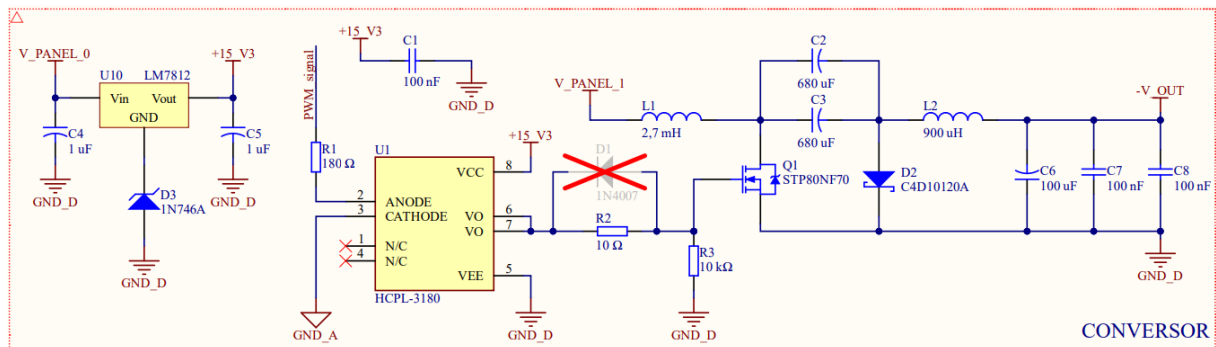 V_PANEL_0
U10 LM7812
+15_V3
Vin Vout
GND
C4
1 uF
C5
1 uF
GND_D
GND_D
D3
1N746A
GND_D
PWM_signal
+15_V3
C1
100 nF
GND_D
R1
180 Ω
U1
+15_V3
VCC 8
2 ANODE
3 CATHODE
VO 6
VO 7
1 N/C
4 N/C
VEE 5
HCPL-3180
GND_A
GND_D
D1
1N4007
R2
10 Ω
R3
10 kΩ
GND_D
V_PANEL_1
L1
2,7 mH
C2
680 uF
C3
680 uF
Q1
STP80NF70
D2
C4D10120A
L2
900 uH
-V_OUT
C6
100 uF
C7
100 nF
C8
100 nF
GND_D
CONVERSOR